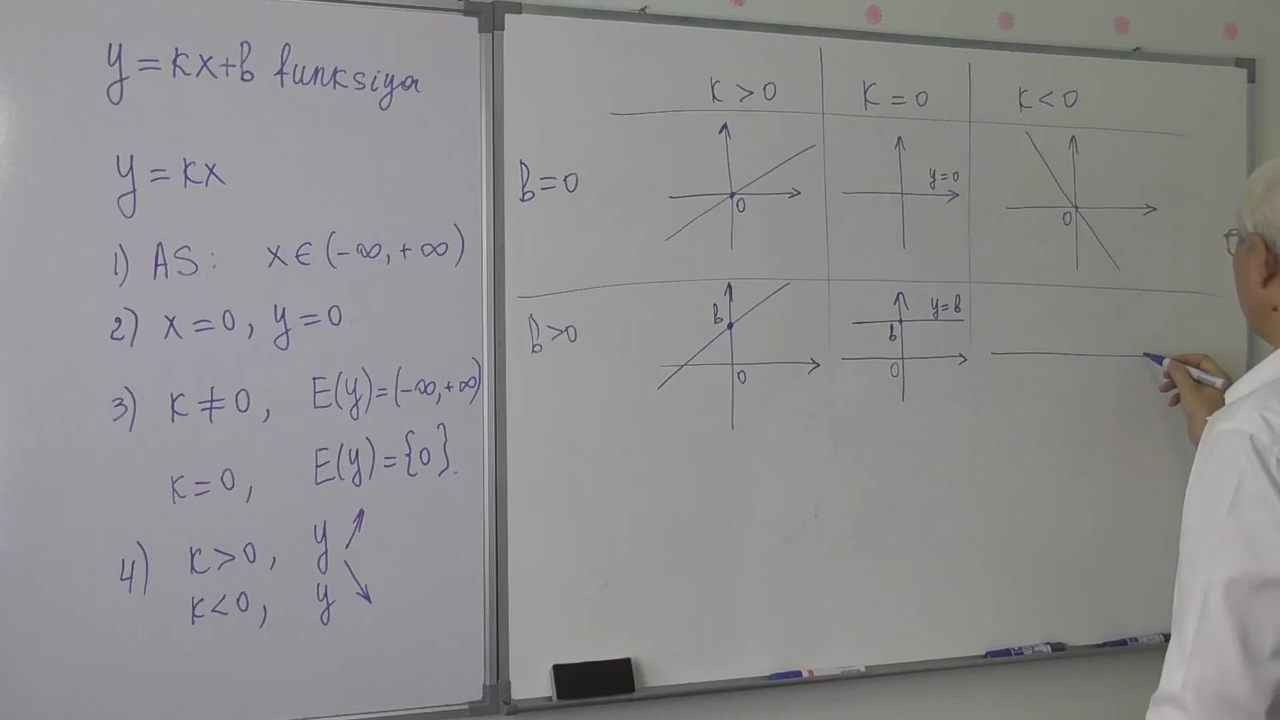 y = kx + b funksiya
y = kx
1) AS: x ∈ (-∞, +∞)
2) x = 0, y = 0
3) k ≠ 0, E(y) = (-∞, +∞)
k = 0, E(y) = {0}.
4) k > 0, y ↗
k < 0, y ↘
k > 0 k = 0 k < 0
b = 0
0
y = 0
0
b > 0
b
0
y = b
b
0